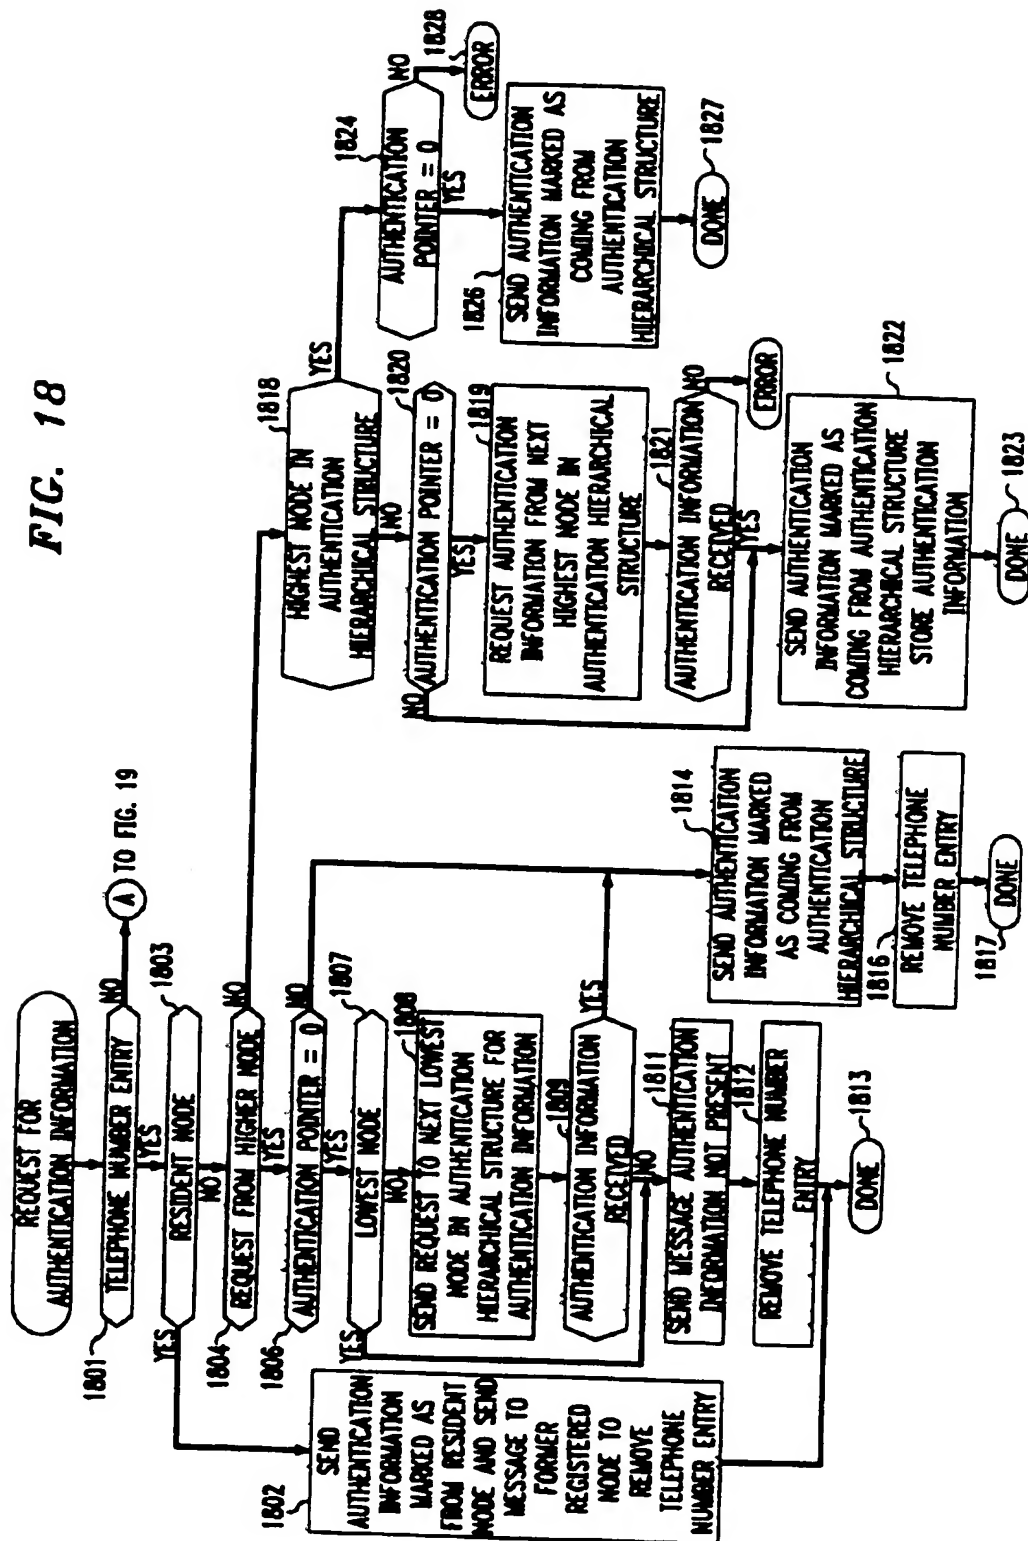 FIG. 18
REQUEST FOR
AUTHENTICATION INFORMATION
1801
TELEPHONE NUMBER ENTRY
NO
A
TO FIG. 19
YES
1803
RESIDENT NODE
YES
NO
1802
SEND
AUTHENTICATION
INFORMATION
MARKED AS
FROM RESIDENT
NODE AND SEND
MESSAGE TO
FORMER
REGISTERED
NODE TO
REMOVE
TELEPHONE
NUMBER ENTRY
1804
REQUEST FROM HIGHER NODE
NO
YES
1806
AUTHENTICATION POINTER = 0
NO
YES
1807
LOWEST NODE
YES
NO
1808
SEND REQUEST TO NEXT LOWEST
NODE IN AUTHENTICATION
HIERARCHICAL STRUCTURE FOR
AUTHENTICATION INFORMATION
1809
AUTHENTICATION INFORMATION
RECEIVED
YES
NO
1811
SEND MESSAGE AUTHENTICATION
INFORMATION NOT PRESENT
1812
REMOVE TELEPHONE NUMBER
ENTRY
1813
DONE
1814
SEND AUTHENTICATION
INFORMATION MARKED
AS COMING FROM
AUTHENTICATION
HIERARCHICAL STRUCTURE
1816
REMOVE TELEPHONE
NUMBER ENTRY
1817
DONE
1818
HIGHEST NODE IN
AUTHENTICATION
HIERARCHICAL STRUCTURE
YES
NO
1820
AUTHENTICATION POINTER = 0
NO
YES
1819
REQUEST AUTHENTICATION
INFORMATION FROM NEXT
HIGHEST NODE IN
AUTHENTICATION HIERARCHICAL
STRUCTURE
1821
AUTHENTICATION INFORMATION
RECEIVED
NO
ERROR
YES
1822
SEND AUTHENTICATION
INFORMATION MARKED AS
COMING FROM AUTHENTICATION
HIERARCHICAL STRUCTURE
STORE AUTHENTICATION
INFORMATION
1823
DONE
1824
AUTHENTICATION
POINTER = 0
NO
1828
ERROR
YES
1826
SEND AUTHENTICATION
INFORMATION MARKED AS
COMING FROM
AUTHENTICATION
HIERARCHICAL STRUCTURE
1827
DONE